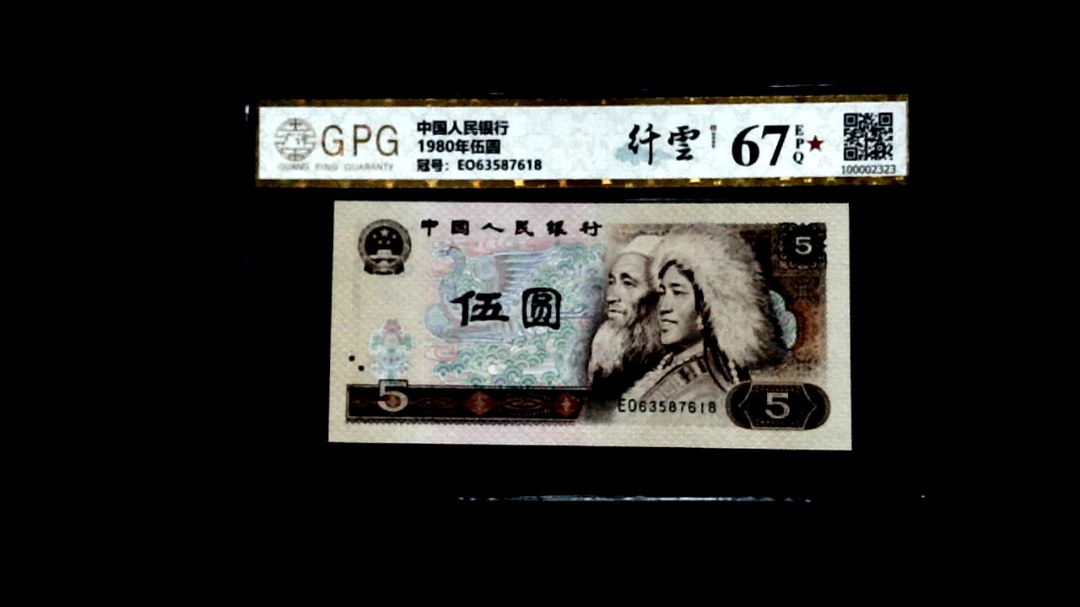 GPG
GUANG PING GUARANTY
中国人民银行
1980年伍圆
冠号：EO63587618
纤雲
67
EPQ
100002323
中国人民银行
5
伍圆
5
EO63587618
5